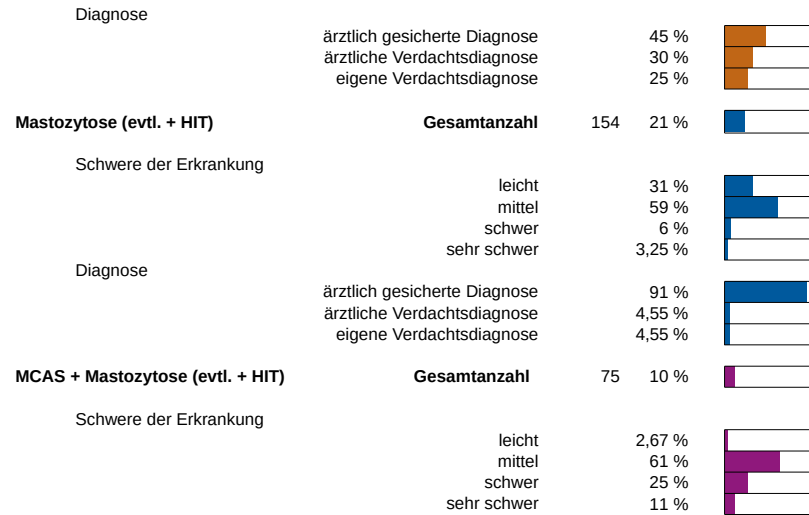 Diagnose
ärztlich gesicherte Diagnose 45 %
ärztliche Verdachtsdiagnose 30 %
eigene Verdachtsdiagnose 25 %
Mastozytose (evtl. + HIT) Gesamtanzahl 154 21 %
Schwere der Erkrankung
leicht 31 %
mittel 59 %
schwer 6 %
sehr schwer 3,25 %
Diagnose
ärztlich gesicherte Diagnose 91 %
ärztliche Verdachtsdiagnose 4,55 %
eigene Verdachtsdiagnose 4,55 %
MCAS + Mastozytose (evtl. + HIT) Gesamtanzahl 75 10 %
Schwere der Erkrankung
leicht 2,67 %
mittel 61 %
schwer 25 %
sehr schwer 11 %